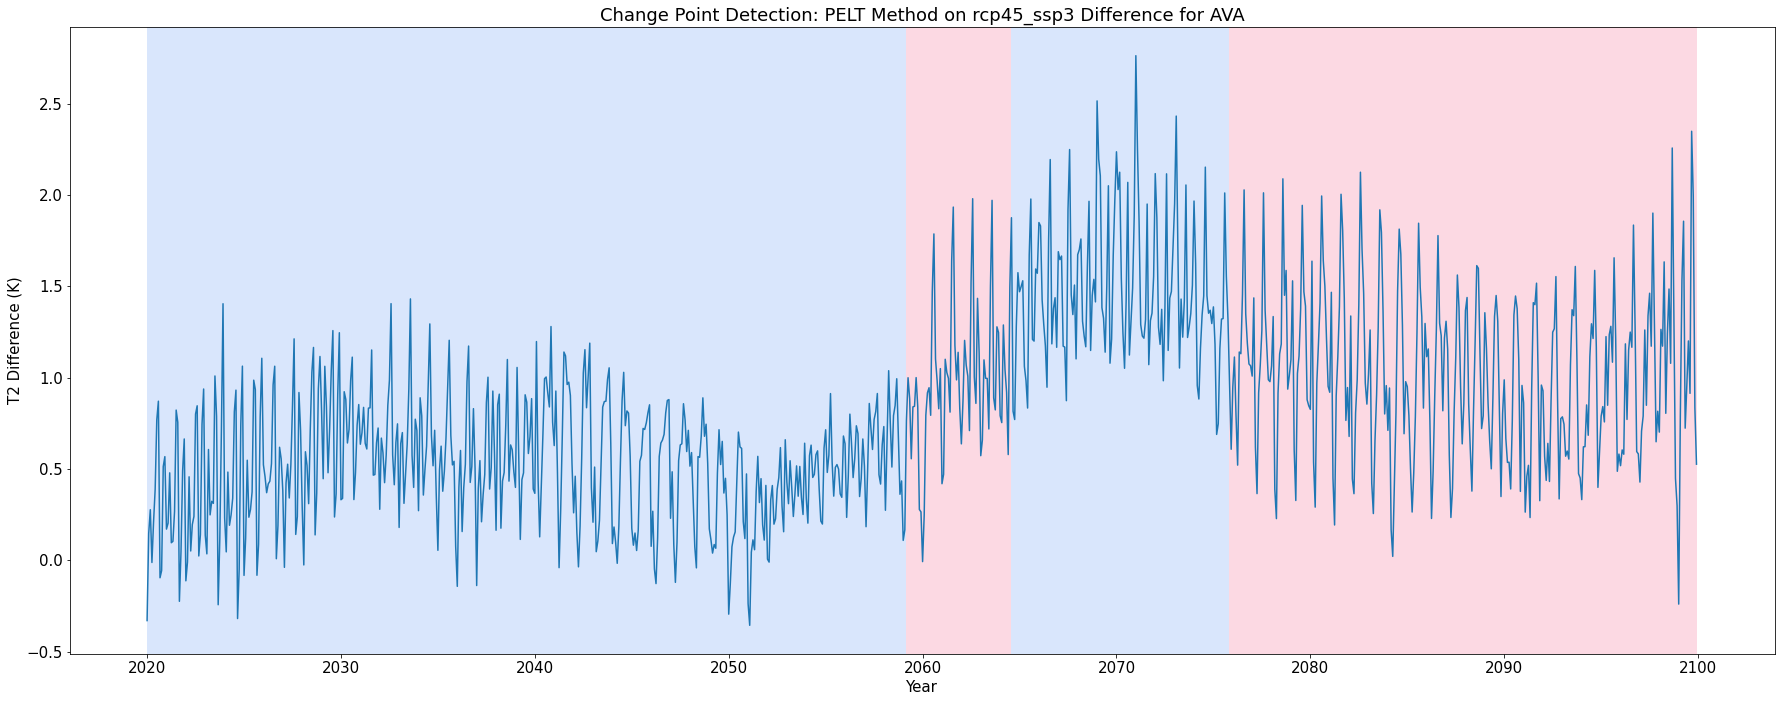 Change Point Detection: PELT Method on rcp45_ssp3 Difference for AVA
T2 Difference (K)
2.5
2.0
1.5
1.0
0.5
0.0
−0.5
2020 2030 2040 2050 2060 2070 2080 2090 2100
Year